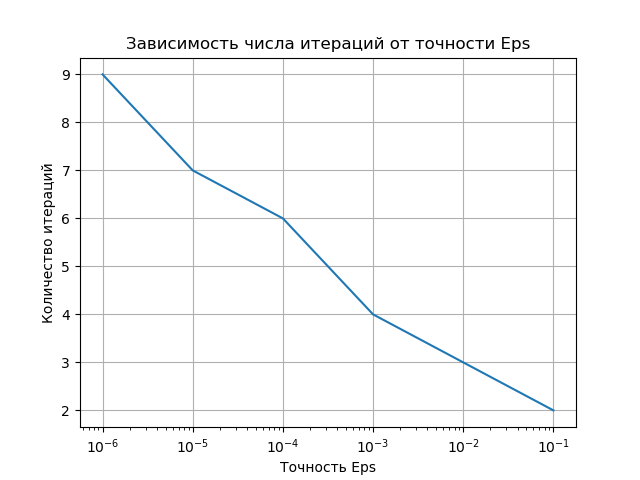 Зависимость числа итераций от точности Eps
Количество итераций
9
8
7
6
5
4
3
2
10⁻⁶ 10⁻⁵ 10⁻⁴ 10⁻³ 10⁻² 10⁻¹
Точность Eps